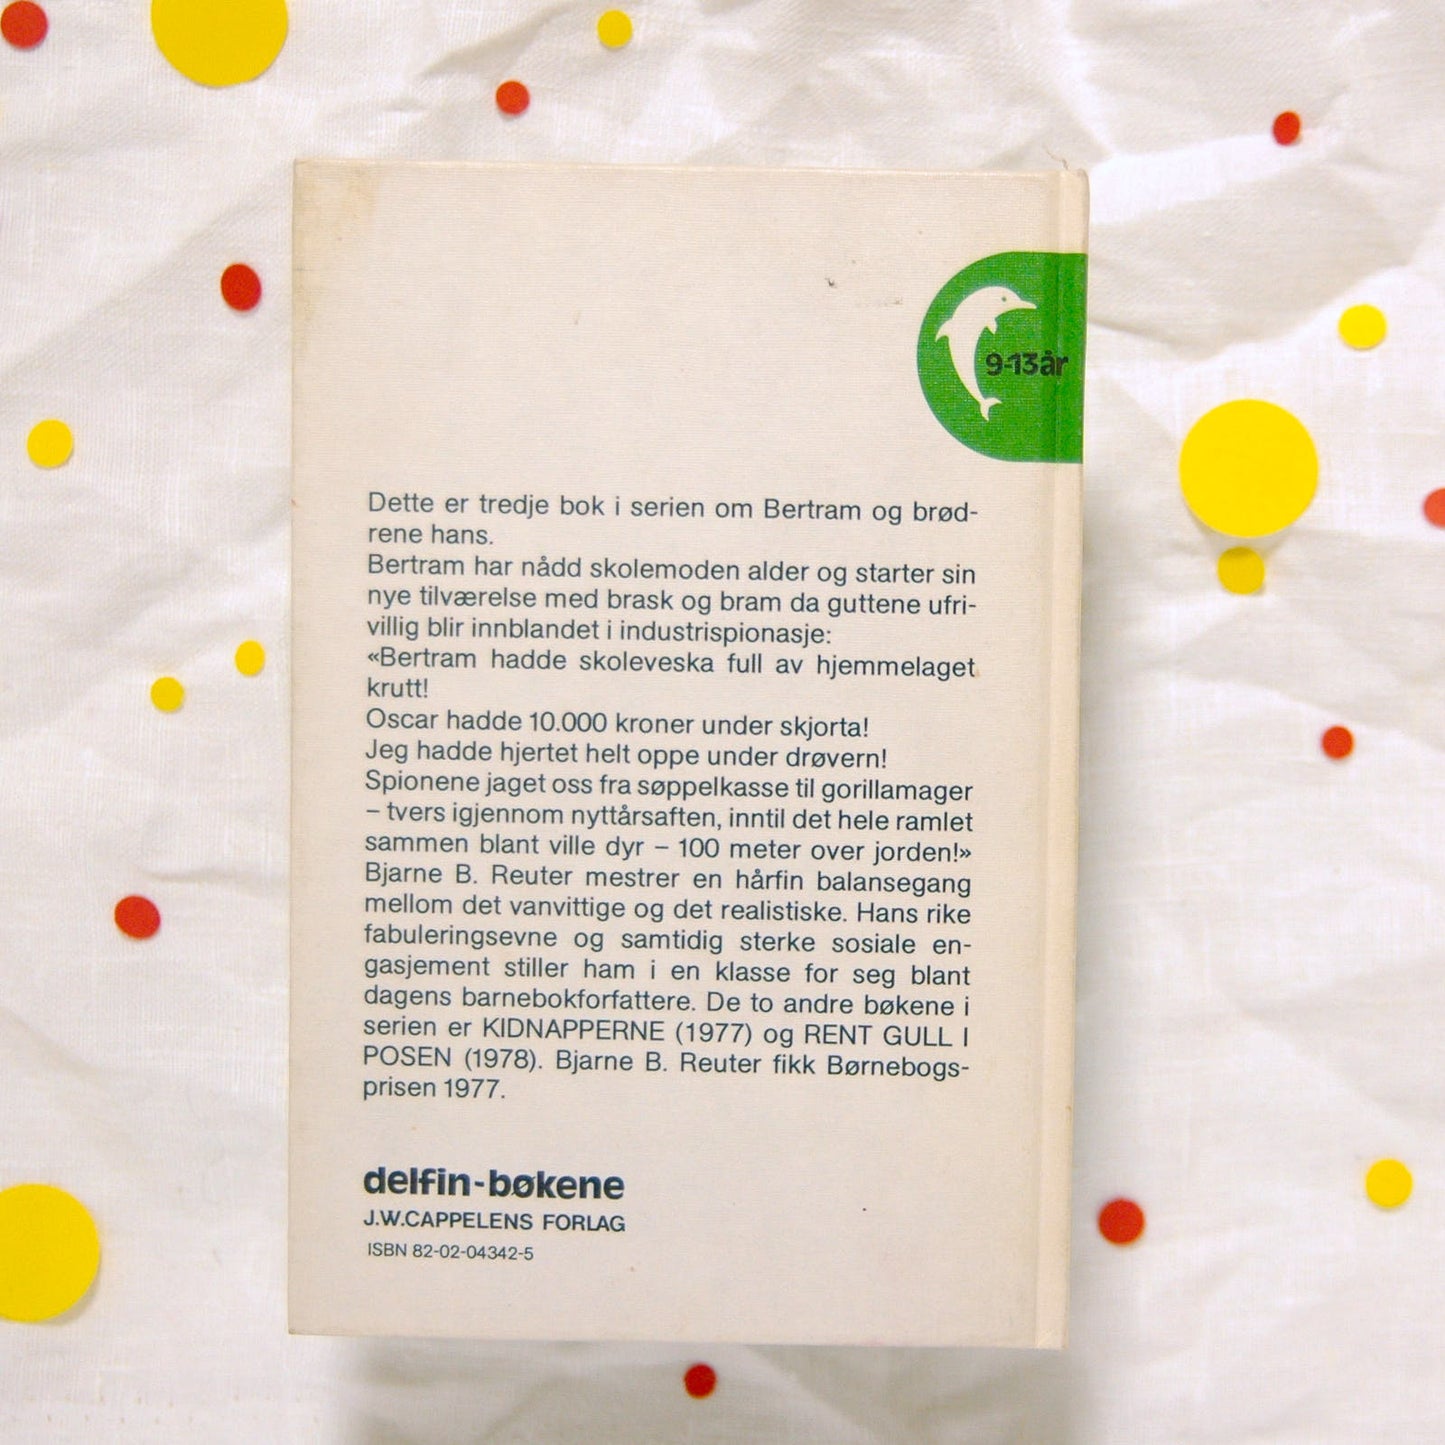 9-13år
Dette er tredje bok i serien om Bertram og brød-
rene hans.
Bertram har nådd skolemoden alder og starter sin
nye tilværelse med brask og bram da guttene ufri-
villig blir innblandet i industrispionasje:
«Bertram hadde skoleveska full av hjemmelaget
krutt!
Oscar hadde 10.000 kroner under skjorta!
Jeg hadde hjertet helt oppe under drøvern!
Spionene jaget oss fra søppelkasse til gorillamager
– tvers igjennom nyttårsaften, inntil det hele ramlet
sammen blant ville dyr – 100 meter over jorden!»
Bjarne B. Reuter mestrer en hårfin balansegang
mellom det vanvittige og det realistiske. Hans rike
fabuleringsevne og samtidig sterke sosiale en-
gasjement stiller ham i en klasse for seg blant
dagens barnebokforfattere. De to andre bøkene i
serien er KIDNAPPERNE (1977) og RENT GULL I
POSEN (1978). Bjarne B. Reuter fikk Børnebogs-
prisen 1977.
delfin-bøkene
J.W.CAPPELENS FORLAG
ISBN 82-02-04342-5